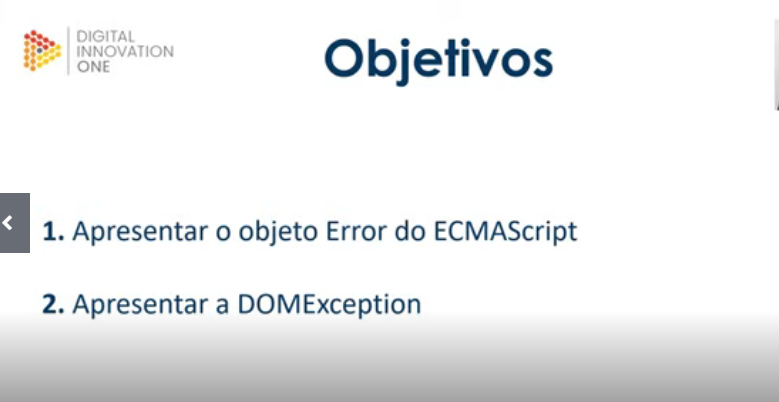 DIGITAL
INNOVATION
ONE
Objetivos
1. Apresentar o objeto Error do ECMAScript
2. Apresentar a DOMException